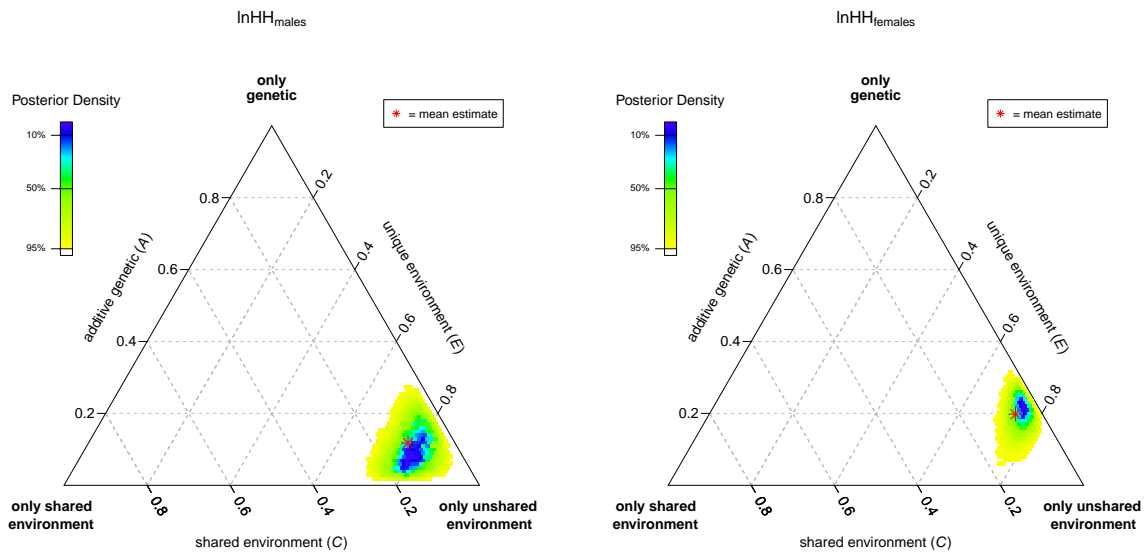 lnHHmales
only
genetic
Posterior Density
10%
50%
95%
* = mean estimate
0.8
0.6
0.4
0.2
0.2
0.4
0.6
0.8
additive genetic (A)
unique environment (E)
only shared
environment
0.8
0.6
0.4
0.2
only unshared
environment
shared environment (C)
lnHHfemales
only
genetic
Posterior Density
10%
50%
95%
* = mean estimate
0.8
0.6
0.4
0.2
0.2
0.4
0.6
0.8
additive genetic (A)
unique environment (E)
only shared
environment
0.8
0.6
0.4
0.2
only unshared
environment
shared environment (C)